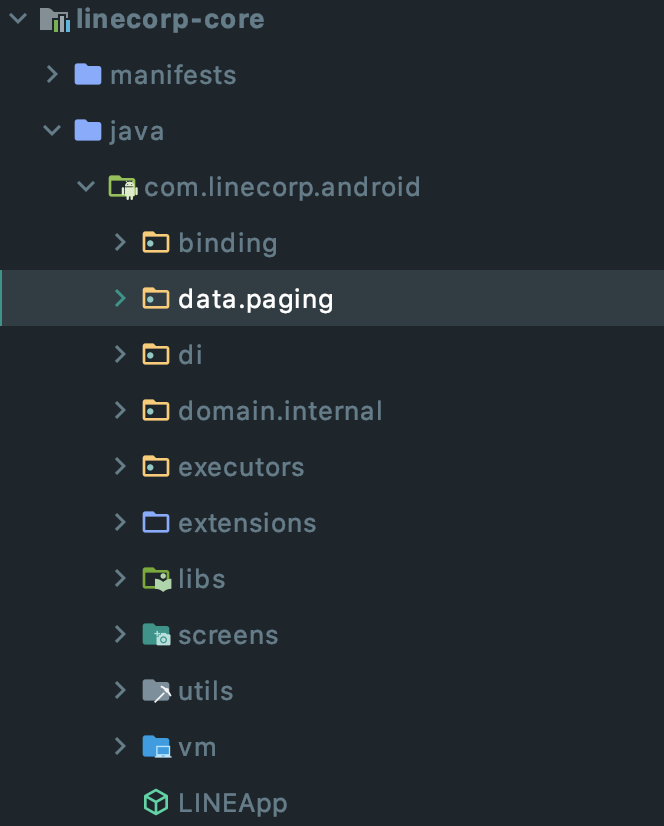 linecorp-core
manifests
java
com.linecorp.android
binding
data.paging
di
domain.internal
executors
extensions
libs
screens
utils
vm
LINEApp